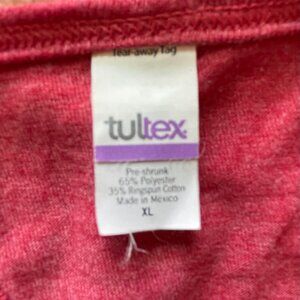 Tear-away Tag
tultex
Pre-shrunk
65% Polyester
35% Ringspun Cotton
Made in Mexico
XL